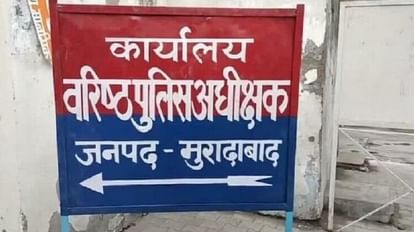 कार्यालय
वरिष्ठ पुलिस अधीक्षक
जनपद - मुरादाबाद